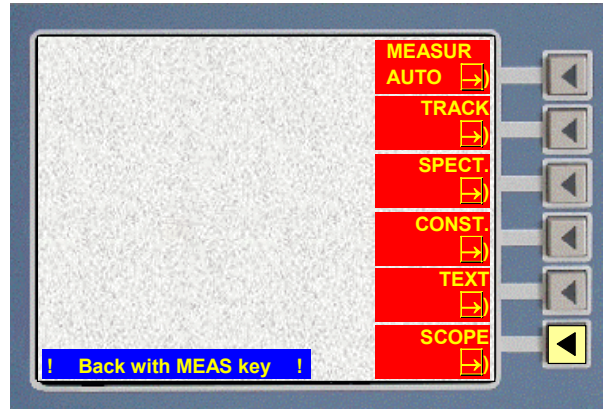 MEASUR
AUTO →)
TRACK
→)
SPECT.
→)
CONST.
→)
TEXT
→)
SCOPE
→)
! Back with MEAS key !